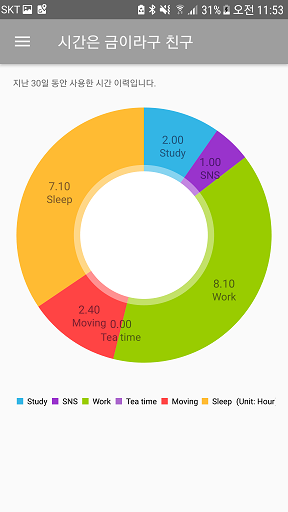 SKT 31% 오전 11:53
시간은 금이라구 친구
지난 30일 동안 사용한 시간 이력입니다.
2.00
Study
1.00
SNS
7.10
Sleep
8.10
Work
2.40
Moving
0.00
Tea time
Study SNS Work Tea time Moving Sleep (Unit: Hour